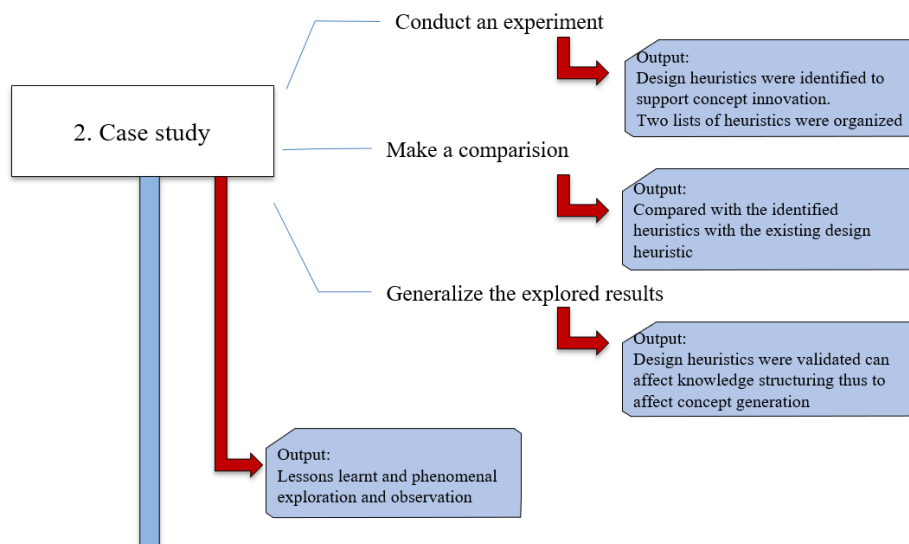 Conduct an experiment
Output:
Design heuristics were identified to
support concept innovation.
Two lists of heuristics were organized
2. Case study
Make a comparision
Output:
Compared with the identified
heuristics with the existing design
heuristic
Generalize the explored results
Output:
Design heuristics were validated can
affect knowledge structuring thus to
affect concept generation
Output:
Lessons learnt and phenomenal
exploration and observation